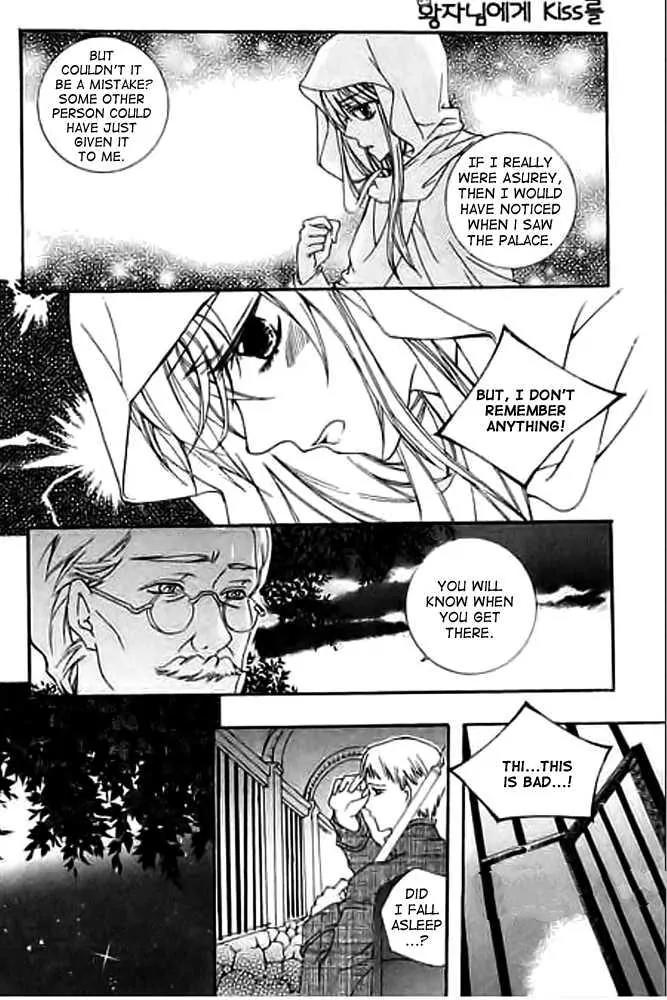 황자님에게 Kiss를
BUT
COULDN'T IT
BE A MISTAKE?
SOME OTHER
PERSON COULD
HAVE JUST
GIVEN IT
TO ME.
IF I REALLY
WERE ASUREY,
THEN I WOULD
HAVE NOTICED
WHEN I SAW
THE PALACE.
BUT, I DON'T
REMEMBER
ANYTHING!
YOU WILL
KNOW WHEN
YOU GET
THERE.
THI...THIS
IS BAD...!
DID
I FALL
ASLEEP
...?